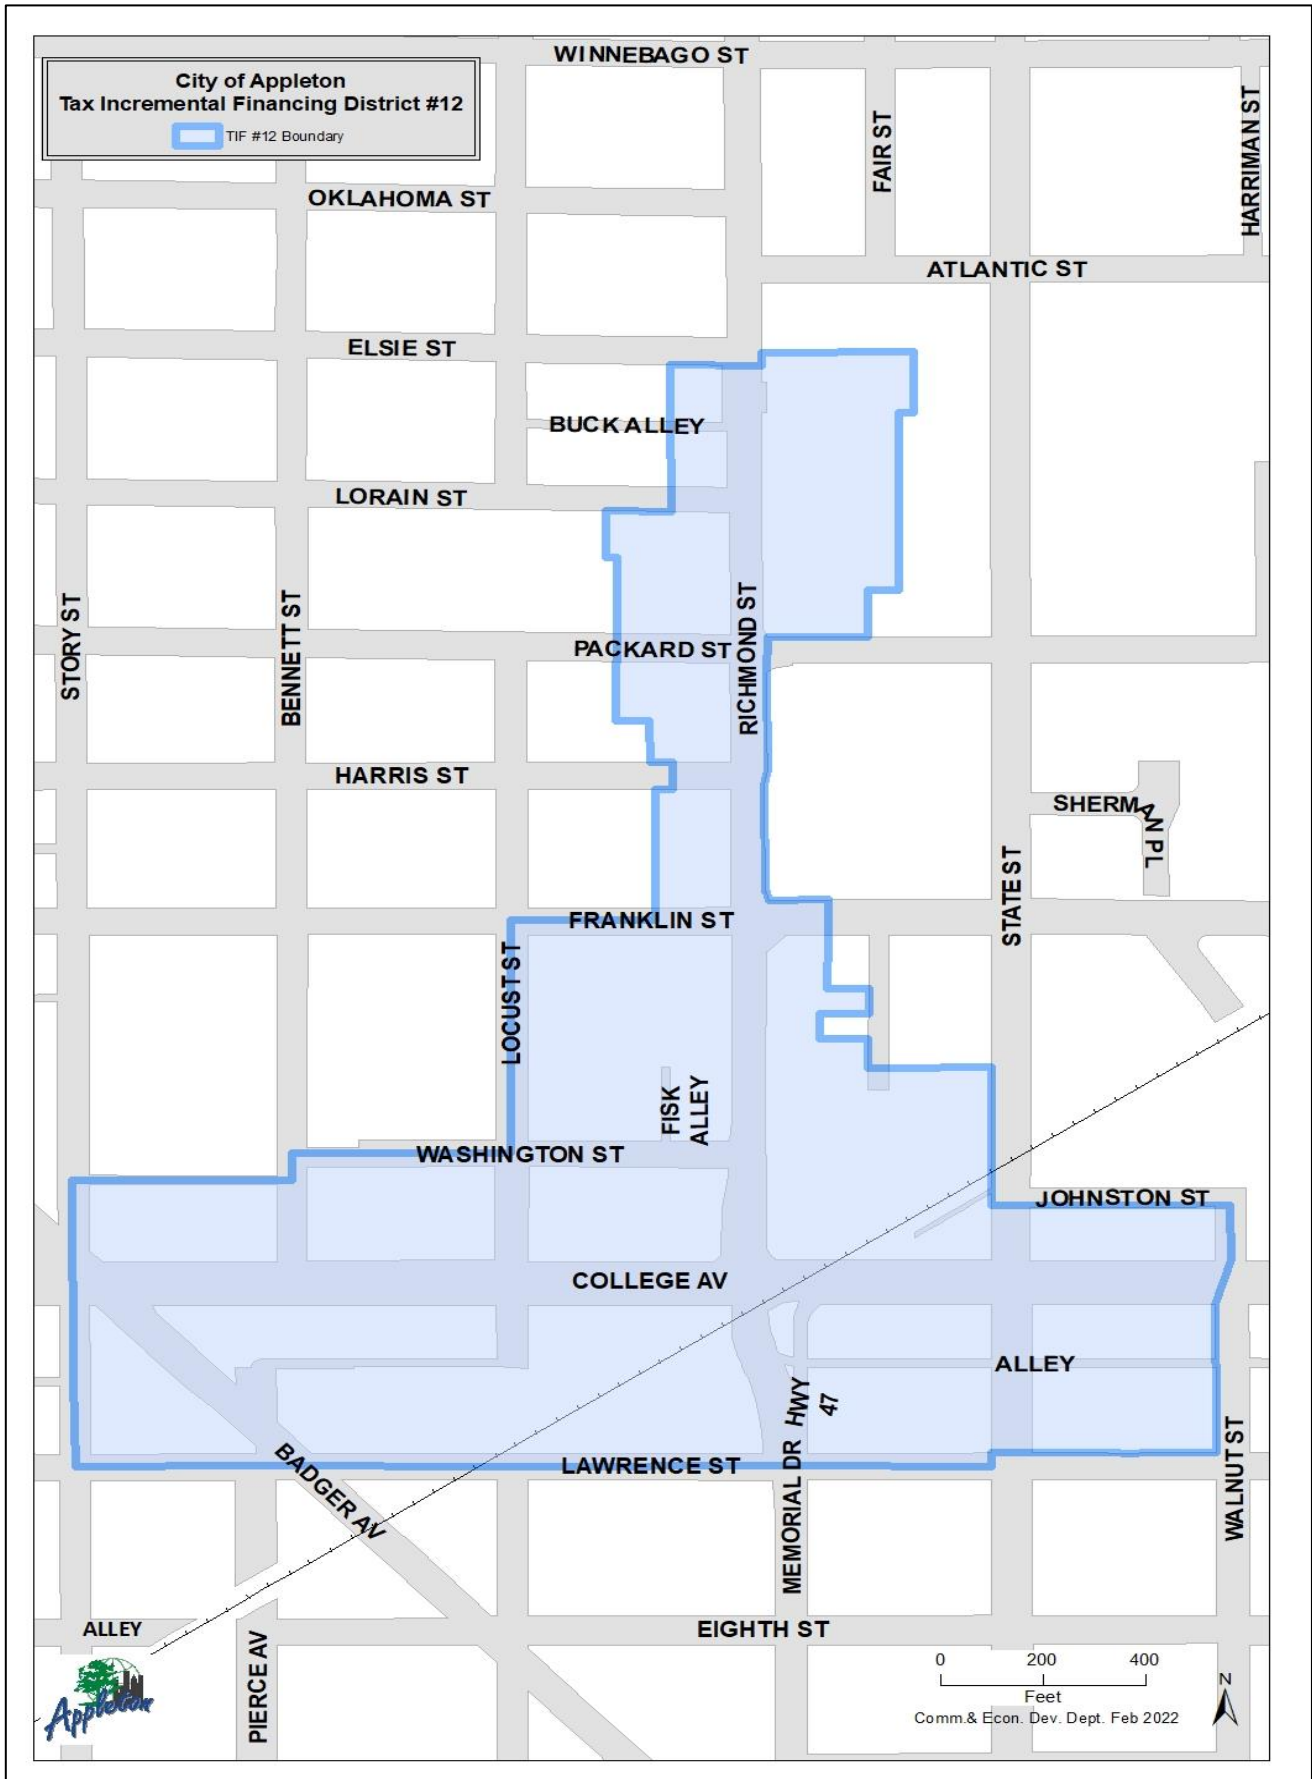 WINNEBAGO ST
City of Appleton
Tax Incremental Financing District #12
TIF #12 Boundary
FAIR ST
HARRIMAN ST
OKLAHOMA ST
ATLANTIC ST
ELSIE ST
BUCK ALLEY
LORAIN ST
STORY ST
BENNETT ST
RICHMOND ST
PACKARD ST
HARRIS ST
SHERMAN PL
STATE ST
FRANKLIN ST
LOCUST ST
FISK
ALLEY
WASHINGTON ST
JOHNSTON ST
COLLEGE AV
ALLEY
HWY
47
MEMORIAL DR
WALNUT ST
BADGER AV
LAWRENCE ST
ALLEY
EIGHTH ST
PIERCE AV
Appleton
0 200 400
Feet
N
Comm.& Econ. Dev. Dept. Feb 2022